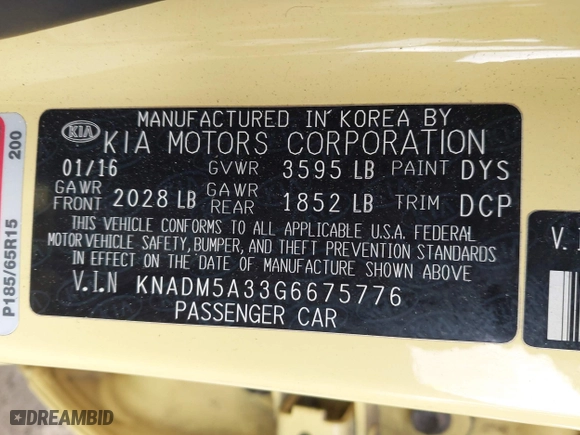 MANUFACTURED IN KOREA BY
KIA KIA MOTORS CORPORATION
01/16 GVWR 3595 LB PAINT DYS
GAWR FRONT 2028 LB GAWR REAR 1852 LB TRIM DCP
THIS VEHICLE CONFORMS TO ALL APPLICABLE U.S.A. FEDERAL
MOTOR VEHICLE SAFETY, BUMPER, AND THEFT PREVENTION STANDARDS
IN EFFECT ON THE DATE OF MANUFACTURE SHOWN ABOVE
V.I.N KNADM5A33G6675776
PASSENGER CAR
P185/65R15 200
V.I
DREAMBID